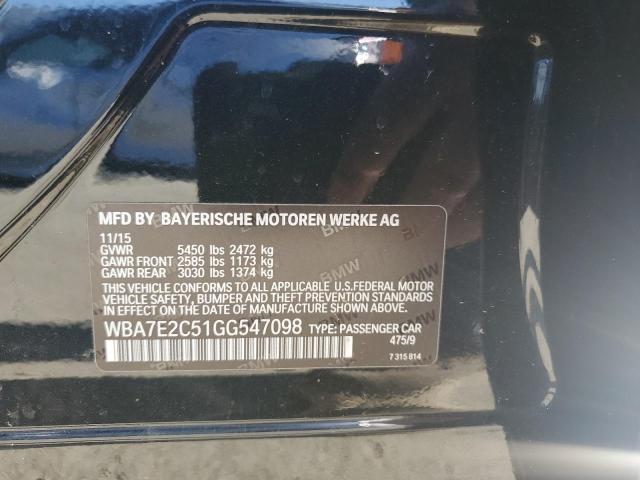 MFD BY BAYERISCHE MOTOREN WERKE AG
11/15
GVWR 5450 lbs 2472 kg
GAWR FRONT 2585 lbs 1173 kg
GAWR REAR 3030 lbs 1374 kg
THIS VEHICLE CONFORMS TO ALL APPLICABLE U.S.FEDERAL MOTOR
VEHICLE SAFETY, BUMPER AND THEFT PREVENTION STANDARDS
IN EFFECT ON THE DATE OF MANUFACTURE SHOWN ABOVE.
WBA7E2C51GG547098 TYPE: PASSENGER CAR
475/9
7 315 814